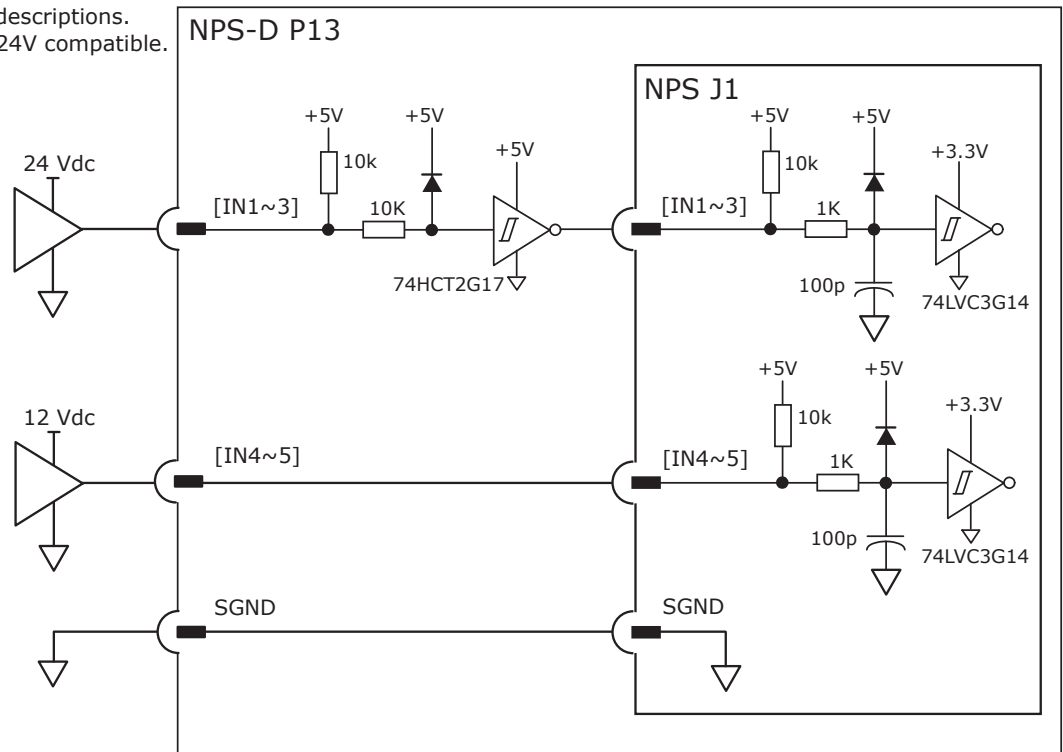 descriptions.
24V compatible.
NPS-D P13
NPS J1
+5V
+5V
+5V
10k
10K
24 Vdc
[IN1~3]
74HCT2G17
+5V
+5V
+3.3V
10k
1K
[IN1~3]
100p
74LVC3G14
12 Vdc
[IN4~5]
[IN4~5]
+5V
+5V
+3.3V
10k
1K
100p
74LVC3G14
SGND
SGND